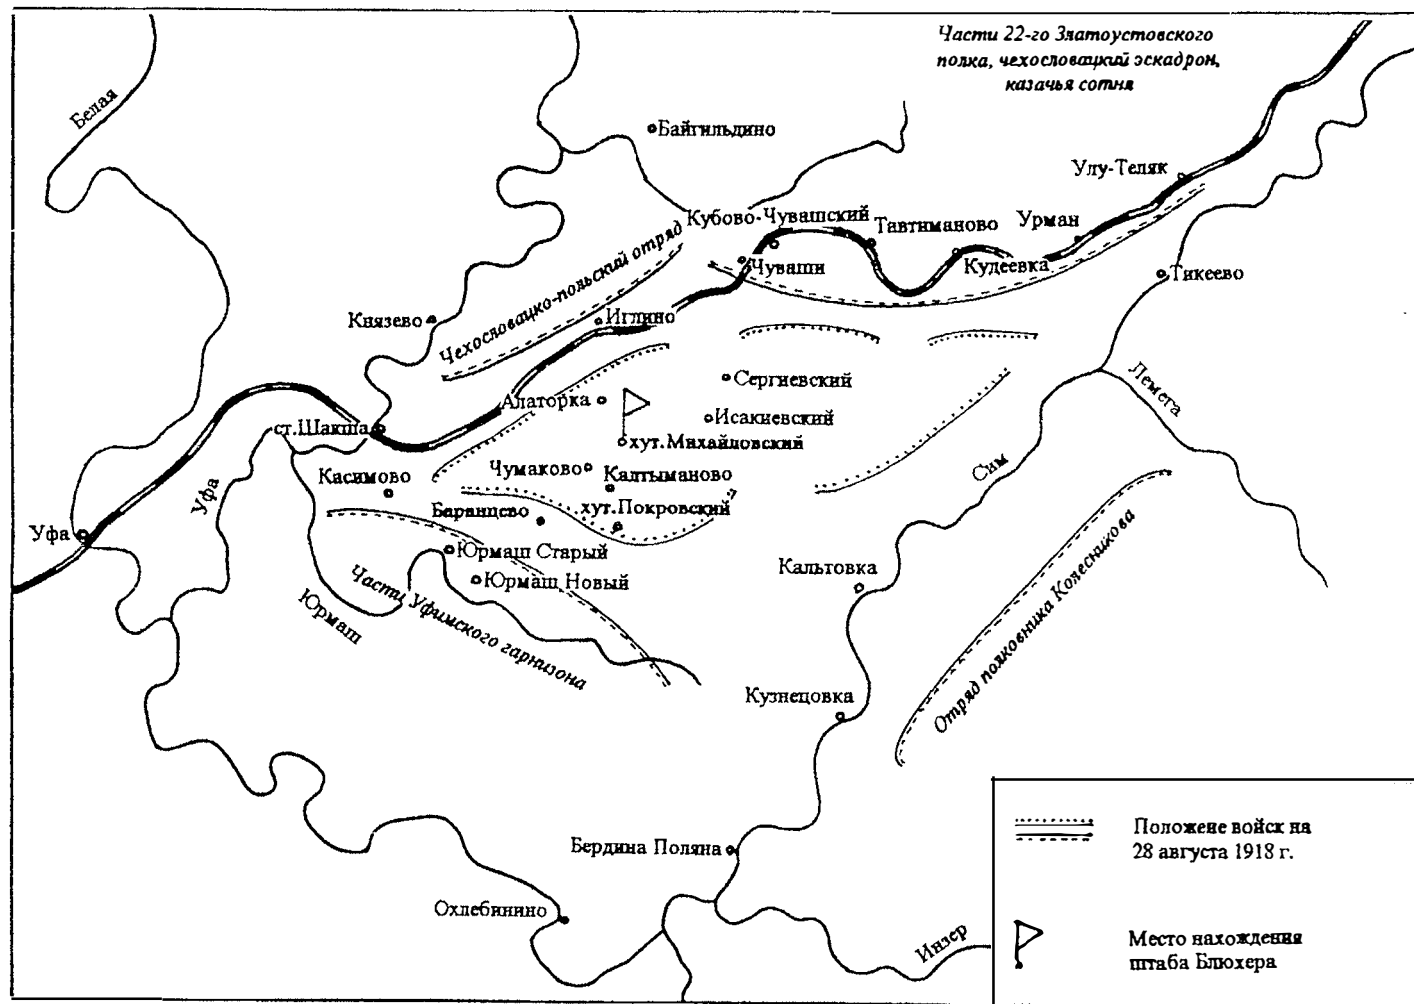 Части 22-го Златоустовского
полка, чехословацкий эскадрон,
казачья сотня
Белая
Байгильдино
Улу-Теляк
Кубово-Чувашский
Тавтиманово
Урман
Чуваши
Кудеевка
Тикеево
Чехословацко-польский отряд
Князево
Иглино
Сергиевский
Лемега
Алаторка
Исакиевский
ст.Шакша
хут.Михайловский
Сим
Чумаково
Калтыманово
Касимово
Уфа
Баранцево
хут.Покровский
Уфа
Юрмаш Старый
Юрмаш Новый
Кальтовка
Юрмаш
Части Уфимского гарнизона
Отряд полковника Колесникова
Кузнецовка
Бердина Поляна
Охлебинино
Инзер
Положене войск на
28 августа 1918 г.
Место нахождения
штаба Блюхера